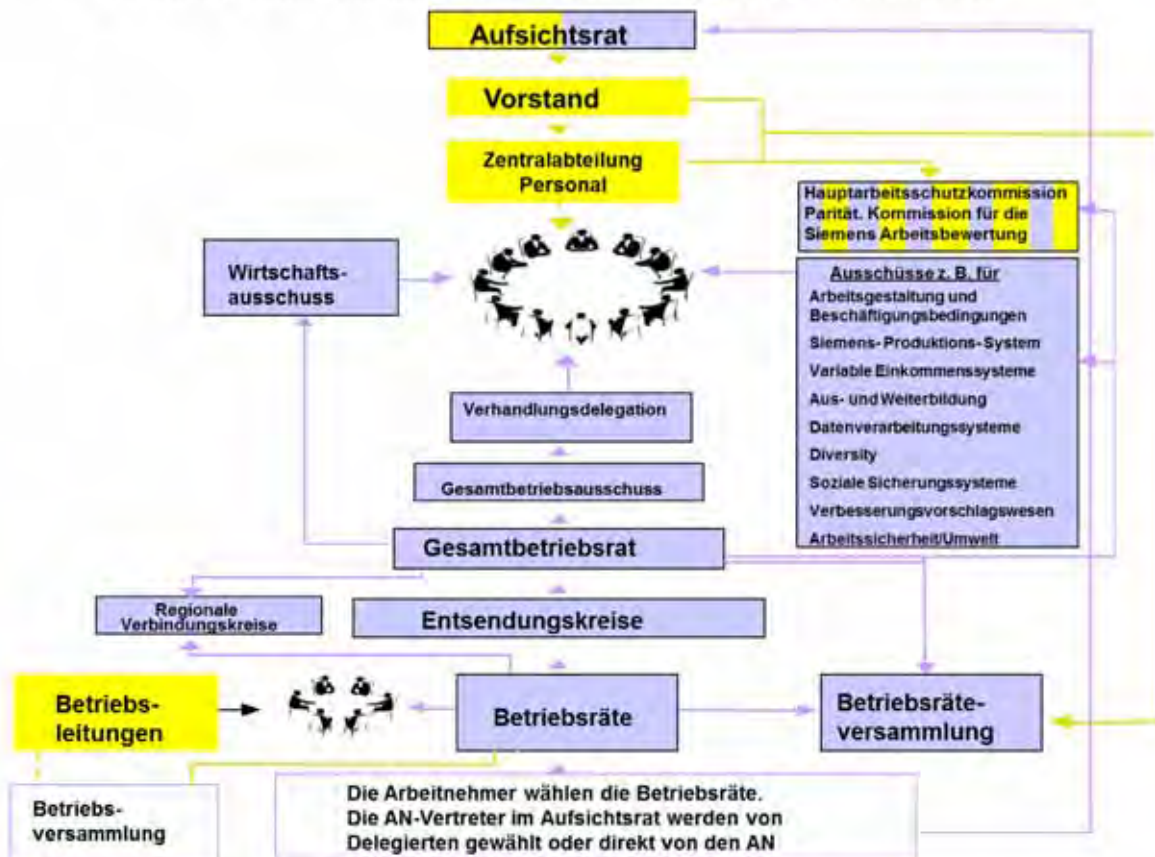 Aufsichtsrat
Vorstand
Zentralabteilung
Personal
Hauptarbeitsschutzkommission
Parität. Kommission für die
Siemens Arbeitsbewertung
Wirtschafts-
ausschuss
Ausschüsse z. B. für
Arbeitsgestaltung und
Beschäftigungsbedingungen
Siemens-Produktions-System
Variable Einkommenssysteme
Aus- und Weiterbildung
Datenverarbeitungssysteme
Diversity
Soziale Sicherungssysteme
Verbesserungsvorschlagswesen
Arbeitssicherheit/Umwelt
Verhandlungsdelegation
Gesamtbetriebsausschuss
Gesamtbetriebsrat
Regionale
Verbindungskreise
Entsendungskreise
Betriebs-
leitungen
Betriebsräte
Betriebsräte-
versammlung
Betriebs-
versammlung
Die Arbeitnehmer wählen die Betriebsräte.
Die AN-Vertreter im Aufsichtsrat werden von
Delegierten gewählt oder direkt von den AN